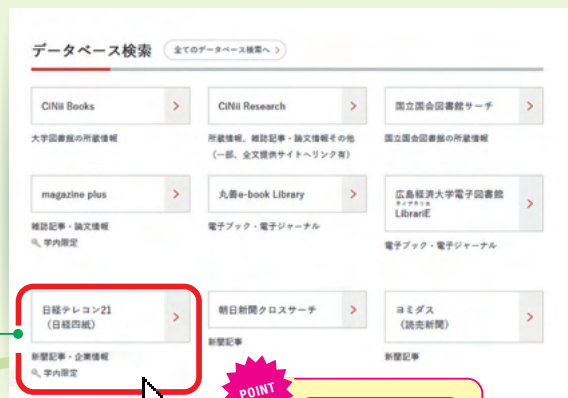 データベース検索 全てのデータベース検索へ >
CiNii Books >
大学図書館の所蔵情報
CiNii Research >
所蔵情報、雑誌記事・論文情報その他
(一部、全文提供サイトへリンク有)
国立国会図書館サーチ >
国立国会図書館の所蔵情報
magazine plus >
雑誌記事・論文情報
学内限定
丸善e-book Library >
電子ブック・電子ジャーナル
広島経済大学電子図書館
ライブラリエ
LibrariE >
電子ブック・電子ジャーナル
日経テレコン21
(日経四紙) >
新聞記事・企業情報
学内限定
朝日新聞クロスサーチ >
新聞記事
ヨミダス
(読売新聞) >
新聞記事
POINT